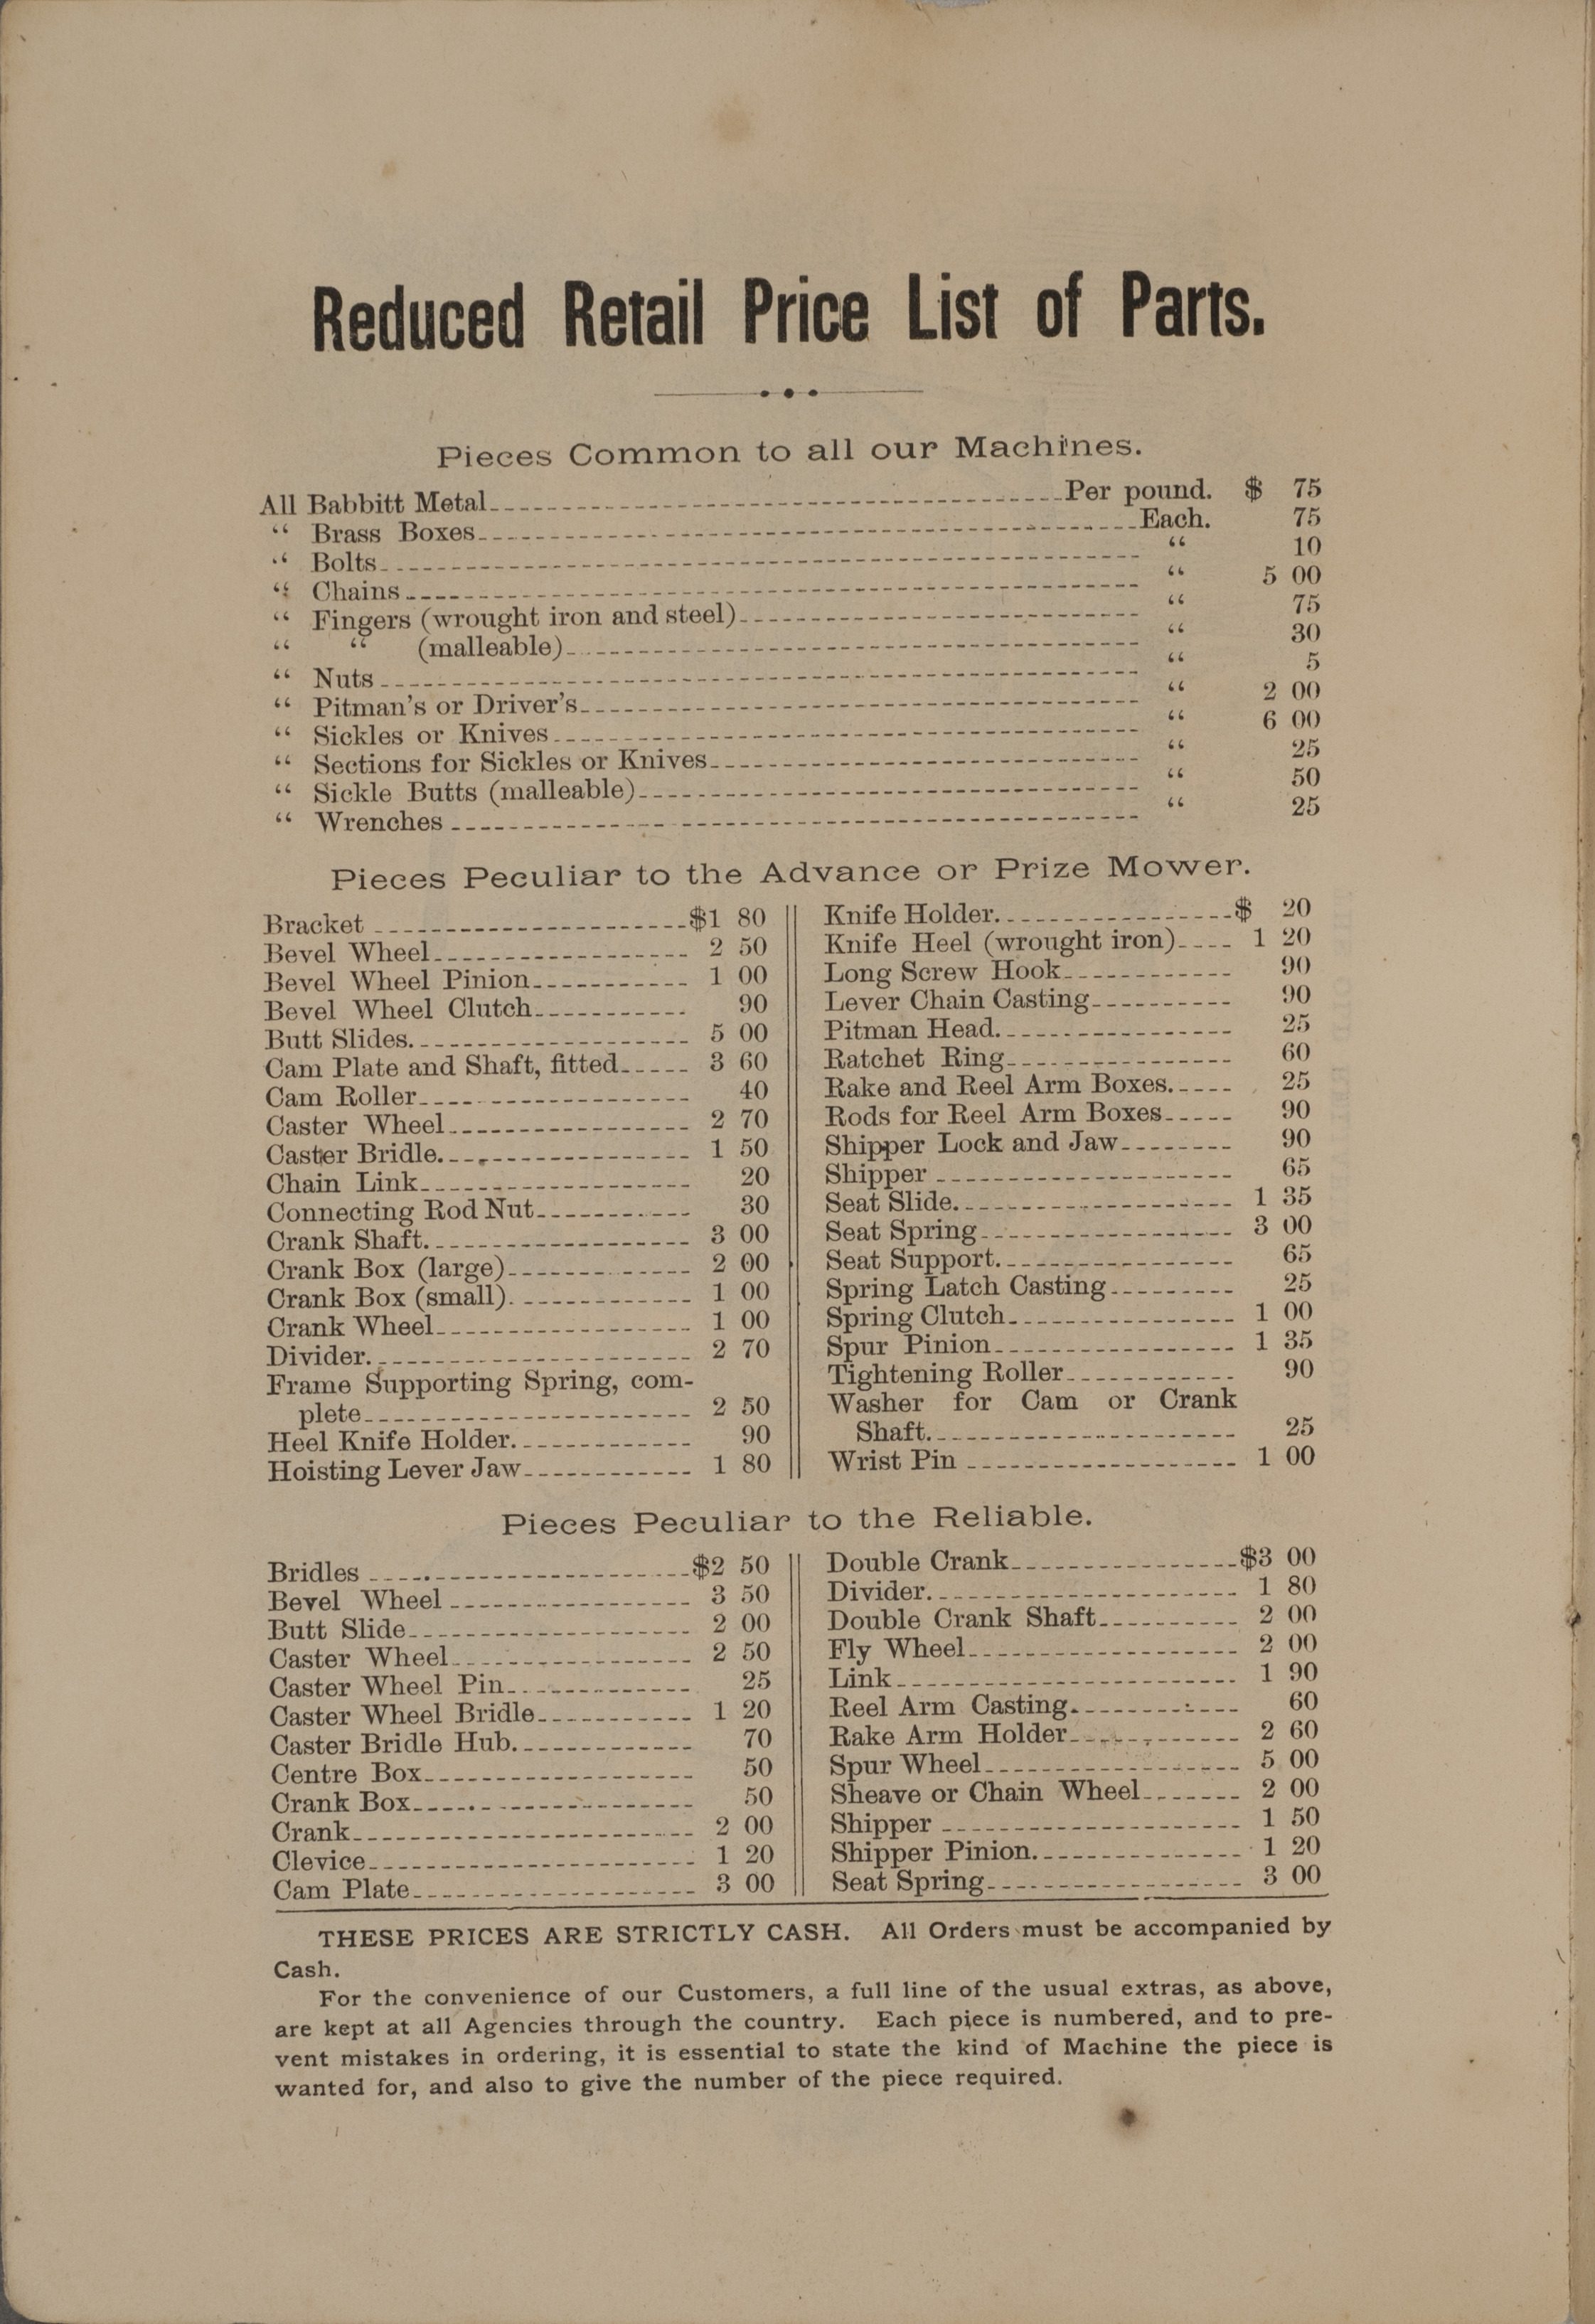 Reduced Retail Price List of Parts.
Pieces Common to all our Machines.
All Babbitt Metal Per pound. $ 75
“ Brass Boxes Each. 75
“ Bolts “ 10
“ Chains “ 5 00
“ Fingers (wrought iron and steel) “ 75
“ “ (malleable) “ 30
“ Nuts “ 5
“ Pitman's or Driver's “ 2 00
“ Sickles or Knives “ 6 00
“ Sections for Sickles or Knives “ 25
“ Sickle Butts (malleable) “ 50
“ Wrenches “ 25
Pieces Peculiar to the Advance or Prize Mower.
Bracket $1 80
Bevel Wheel 2 50
Bevel Wheel Pinion 1 00
Bevel Wheel Clutch 90
Butt Slides. 5 00
Cam Plate and Shaft, fitted 3 60
Cam Roller 40
Caster Wheel 2 70
Caster Bridle. 1 50
Chain Link 20
Connecting Rod Nut 30
Crank Shaft. 3 00
Crank Box (large) 2 00
Crank Box (small). 1 00
Crank Wheel 1 00
Divider. 2 70
Frame Supporting Spring, com-
plete 2 50
Heel Knife Holder. 90
Hoisting Lever Jaw 1 80
Knife Holder. $ 20
Knife Heel (wrought iron) 1 20
Long Screw Hook 90
Lever Chain Casting 90
Pitman Head. 25
Ratchet Ring 60
Rake and Reel Arm Boxes. 25
Rods for Reel Arm Boxes 90
Shipper Lock and Jaw 90
Shipper 65
Seat Slide. 1 35
Seat Spring 3 00
Seat Support. 65
Spring Latch Casting 25
Spring Clutch 1 00
Spur Pinion 1 35
Tightening Roller 90
Washer for Cam or Crank
Shaft. 25
Wrist Pin 1 00
Pieces Peculiar to the Reliable.
Bridles $2 50
Bevel Wheel 3 50
Butt Slide 2 00
Caster Wheel 2 50
Caster Wheel Pin 25
Caster Wheel Bridle 1 20
Caster Bridle Hub. 70
Centre Box 50
Crank Box 50
Crank 2 00
Clevice 1 20
Cam Plate 3 00
Double Crank $3 00
Divider. 1 80
Double Crank Shaft 2 00
Fly Wheel 2 00
Link 1 90
Reel Arm Casting 60
Rake Arm Holder 2 60
Spur Wheel 5 00
Sheave or Chain Wheel 2 00
Shipper 1 50
Shipper Pinion. 1 20
Seat Spring 3 00
THESE PRICES ARE STRICTLY CASH. All Orders must be accompanied by
Cash.
For the convenience of our Customers, a full line of the usual extras, as above,
are kept at all Agencies through the country. Each piece is numbered, and to pre-
vent mistakes in ordering, it is essential to state the kind of Machine the piece is
wanted for, and also to give the number of the piece required.